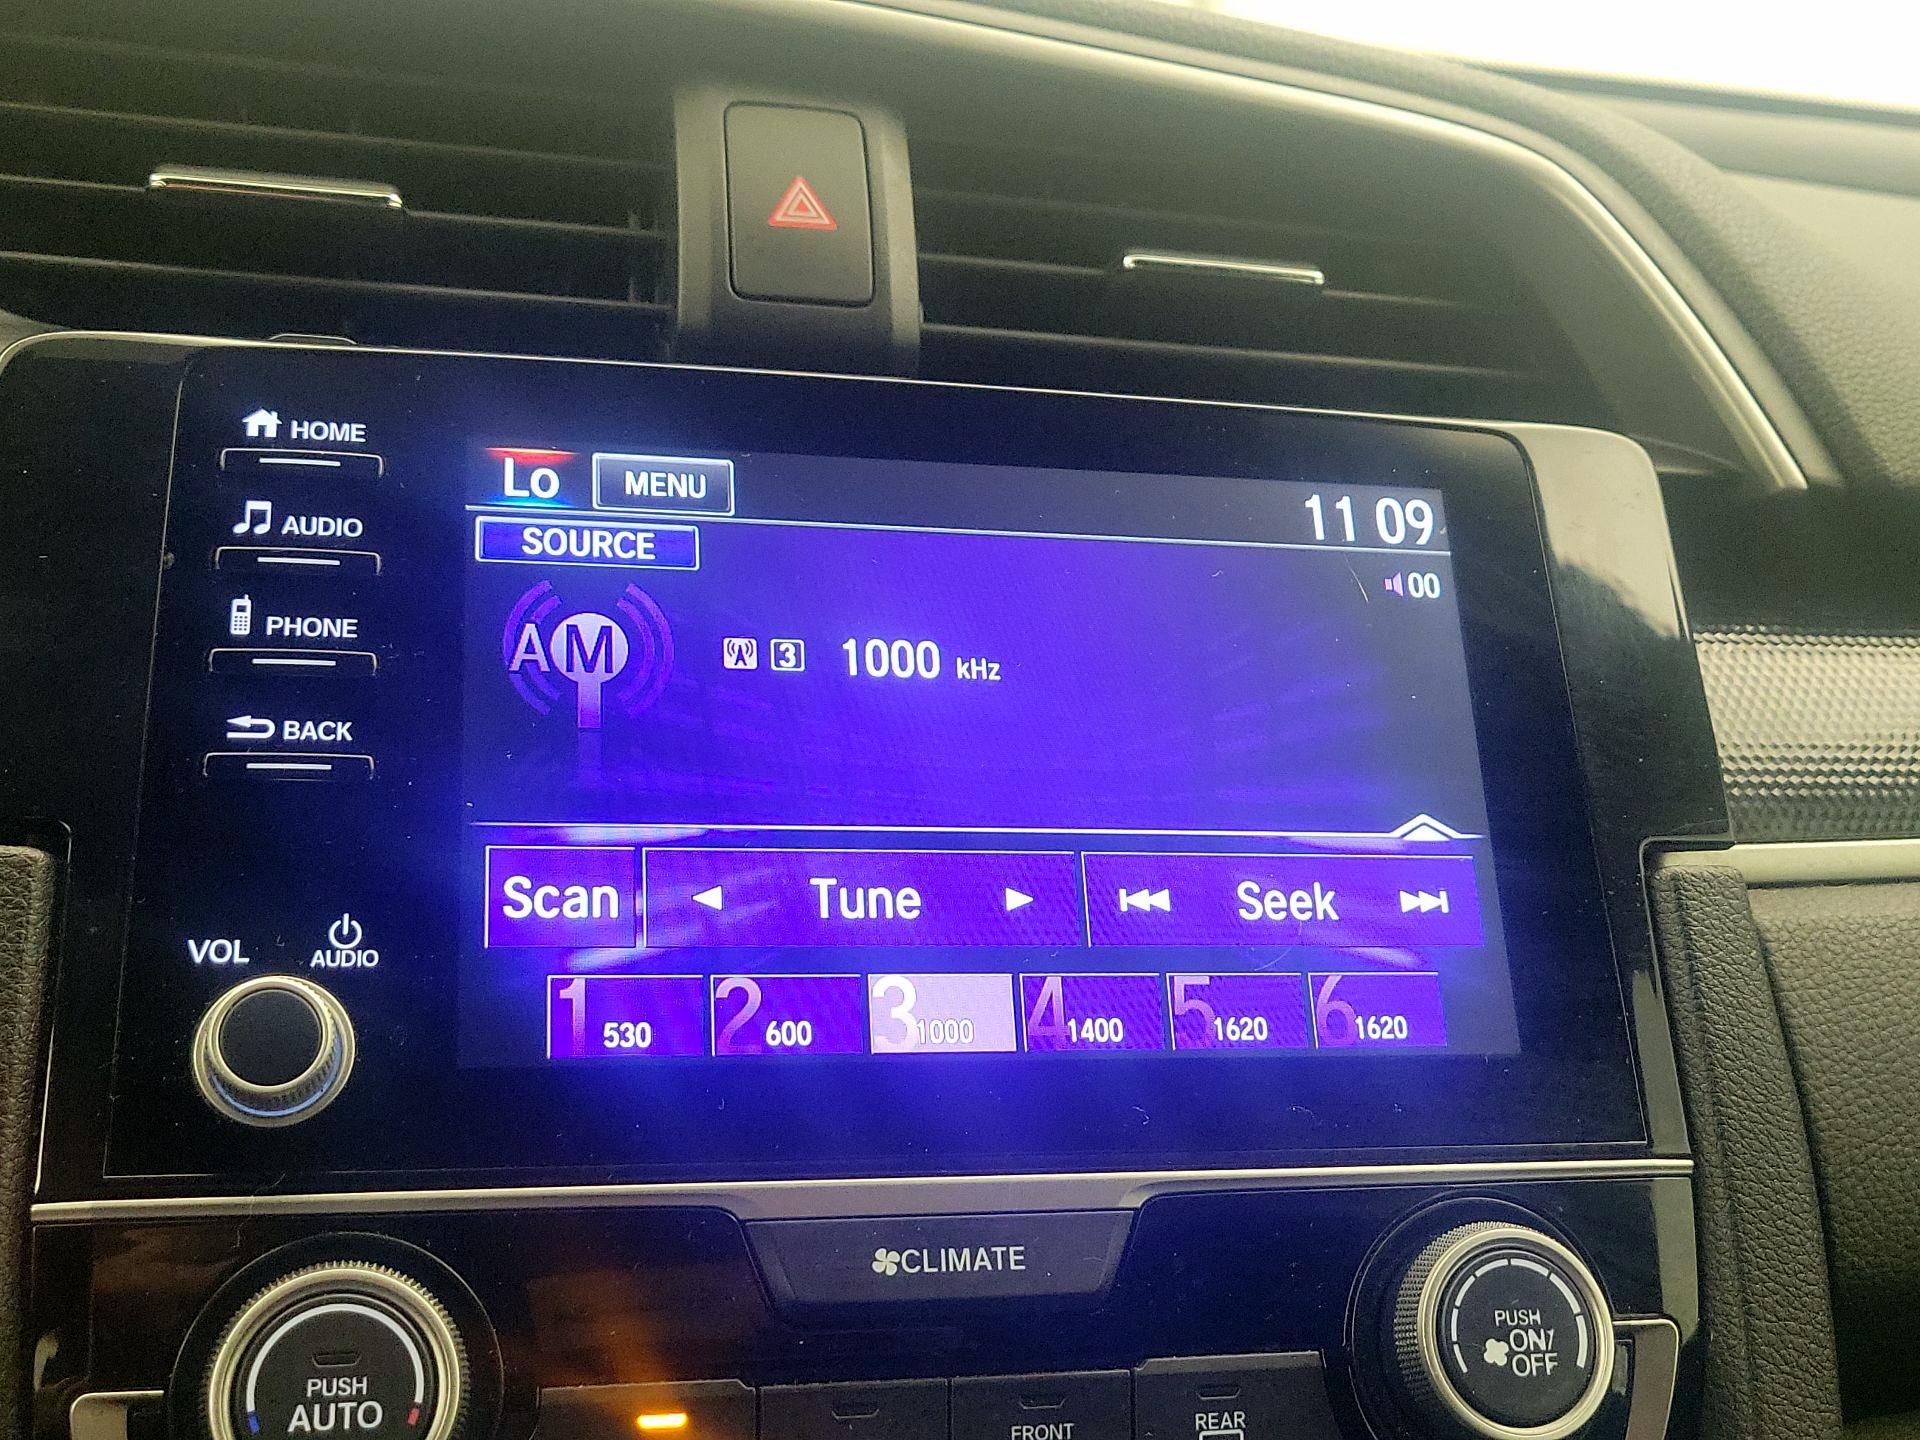 HOME
AUDIO
PHONE
BACK
VOL
AUDIO
Lo MENU 11 09
SOURCE
00
AM 3 1000 kHz
Scan Tune Seek
1 530 2 600 3 1000 4 1400 5 1620 6 1620
CLIMATE
PUSH
AUTO
FRONT
REAR
PUSH
ON/
OFF